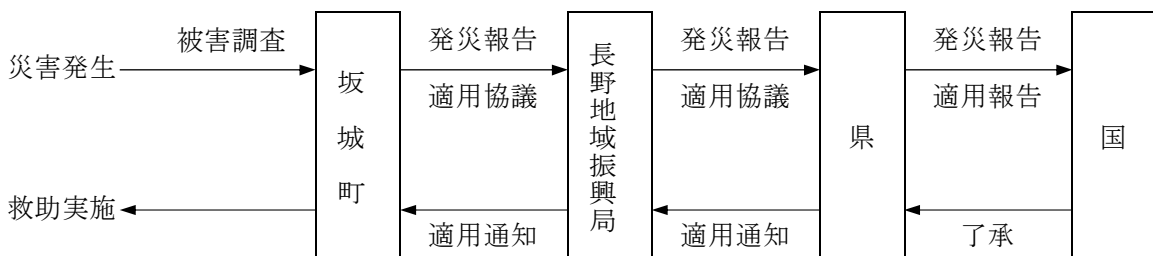 災害発生
被害調査
坂城町
発災報告
適用協議
長野地域振興局
発災報告
適用協議
県
発災報告
適用報告
国
救助実施
適用通知
適用通知
了承